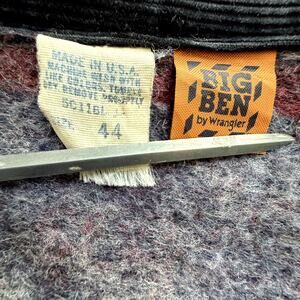 MADE IN U.S.A.
MACHINE WASH WITH
LIKE COLORS, TUMBLE
DRY REMOVE PROMPTLY
44
BIG
BEN
by Wrangler